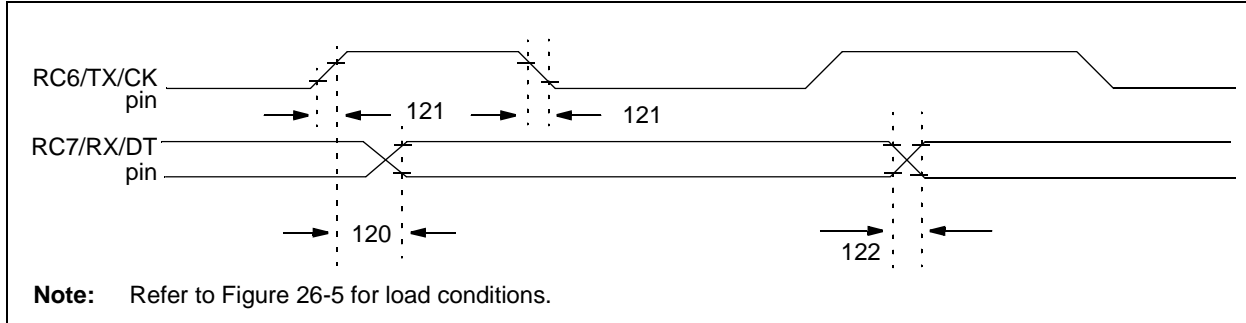 RC6/TX/CK
pin
121
121
RC7/RX/DT
pin
120
122
Note: Refer to Figure 26-5 for load conditions.